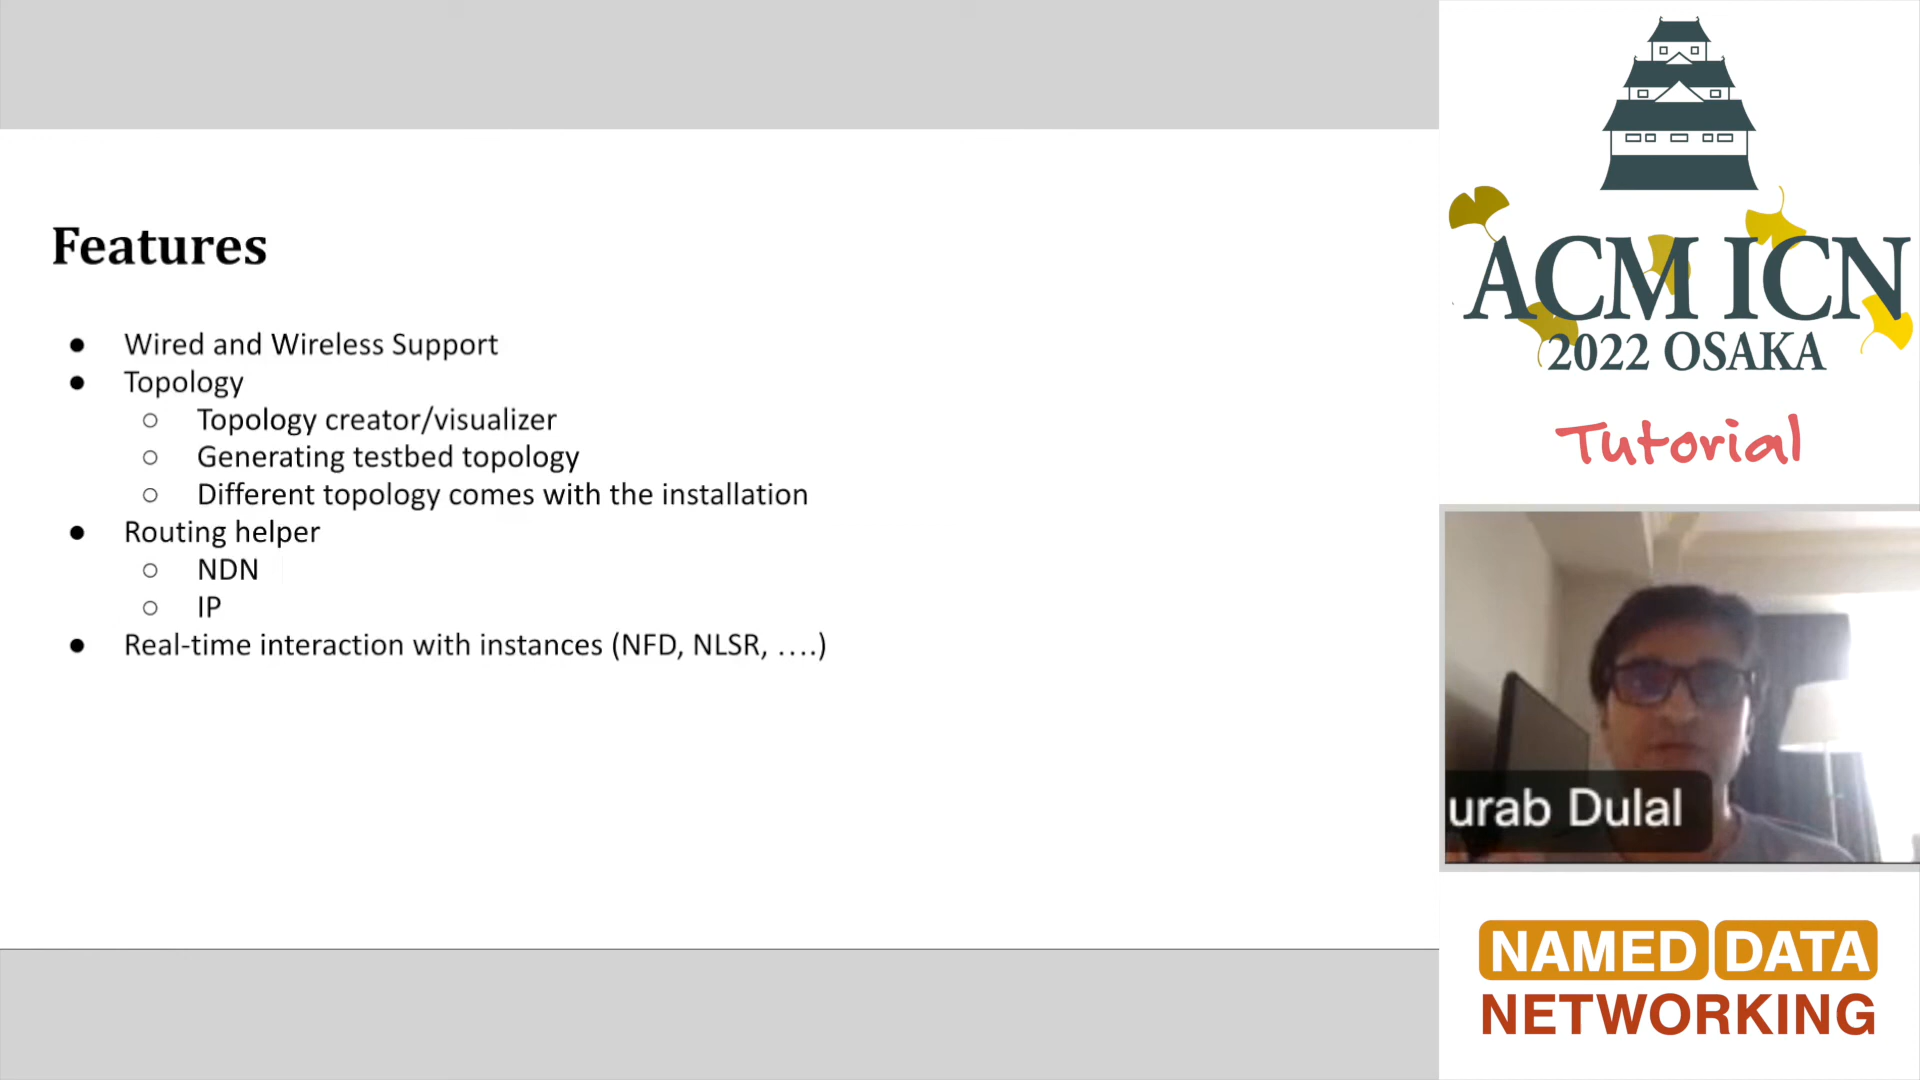 Features
● Wired and Wireless Support
● Topology
○ Topology creator/visualizer
○ Generating testbed topology
○ Different topology comes with the installation
● Routing helper
○ NDN
○ IP
● Real-time interaction with instances (NFD, NLSR, ….)
ACM ICN
2022 OSAKA
Tutorial
urab Dulal
NAMED DATA
NETWORKING